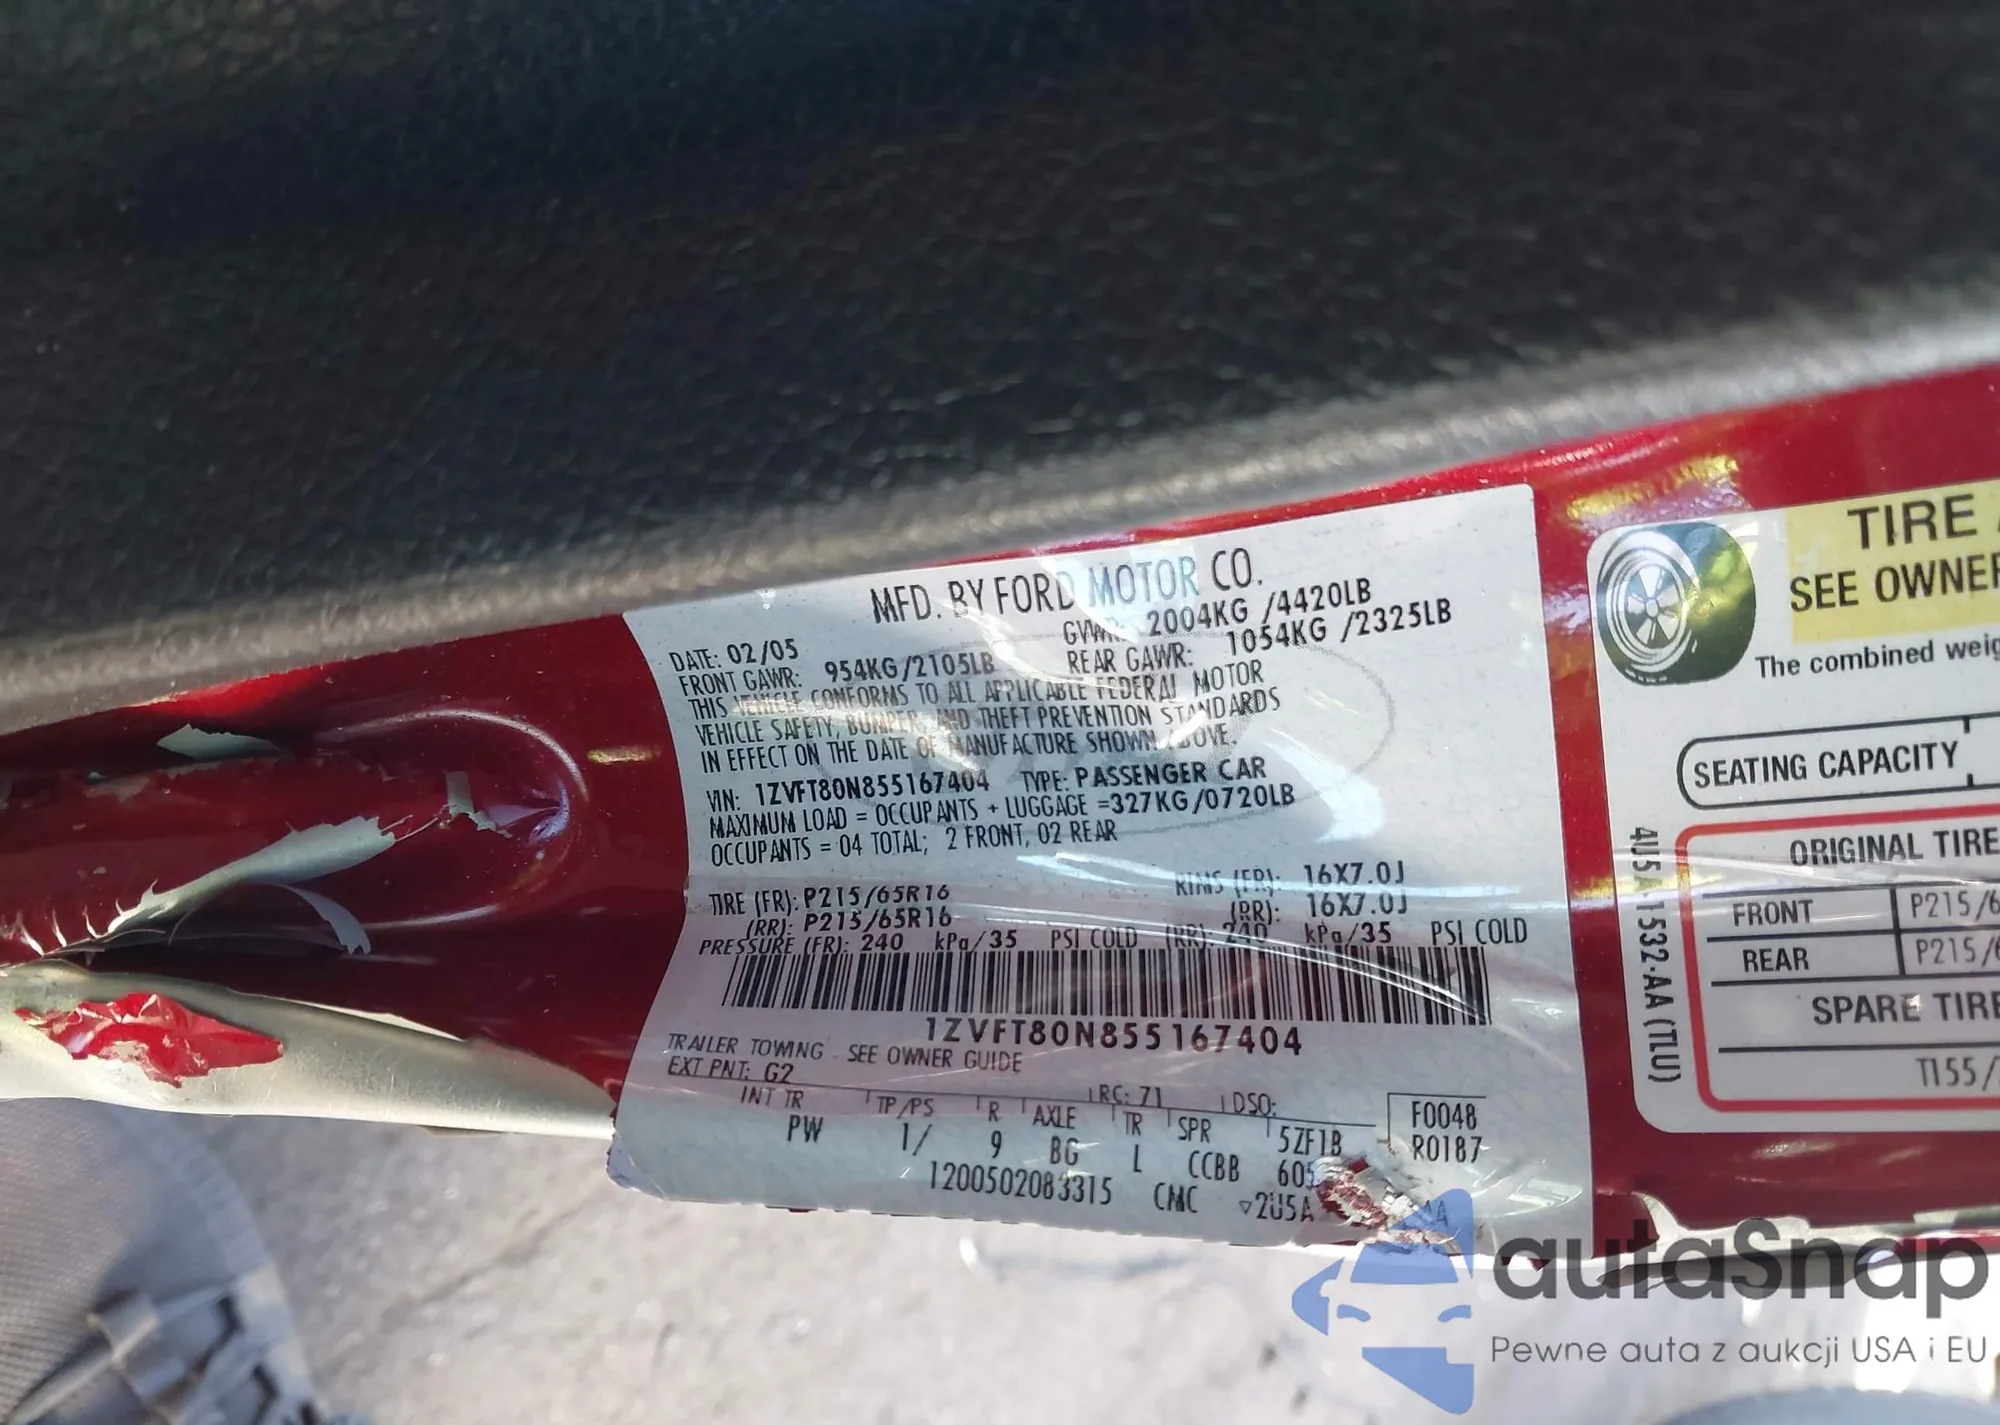 MFD. BY FORD MOTOR CO.
DATE: 02/05 GVWR: 2004KG /4420LB
FRONT GAWR: 954KG/2105LB REAR GAWR: 1054KG /2325LB
THIS VEHICLE CONFORMS TO ALL APPLICABLE FEDERAL MOTOR
VEHICLE SAFETY, BUMPER, AND THEFT PREVENTION STANDARDS
IN EFFECT ON THE DATE OF MANUFACTURE SHOWN ABOVE.
VIN: 1ZVFT80N855167404 TYPE: PASSENGER CAR
MAXIMUM LOAD = OCCUPANTS + LUGGAGE =327KG/0720LB
OCCUPANTS = 04 TOTAL; 2 FRONT, 02 REAR
TIRE (FR): P215/65R16 RIMS (FR): 16X7.0J
(RR): P215/65R16 (RR): 16X7.0J
PRESSURE (FR): 240 kPa/35 PSI COLD (RR): 240 kPa/35 PSI COLD
1ZVFT80N855167404
TRAILER TOWING - SEE OWNER GUIDE
EXT PNT: G2 RC: 71 DSO: F0048
INT TR TP/PS R AXLE TR SPR 5ZF1B R0187
PW 1/ 9 BG L CCBB 605
1200502083315 CMC ▽2U5A AA
TIRE
SEE OWNER
The combined weig
SEATING CAPACITY
4U5A-1532-AA (TLU)
ORIGINAL TIRE
FRONT P215/6
REAR P215/6
SPARE TIRE
T155/
autaSnap
Pewne auta z aukcji USA i EU